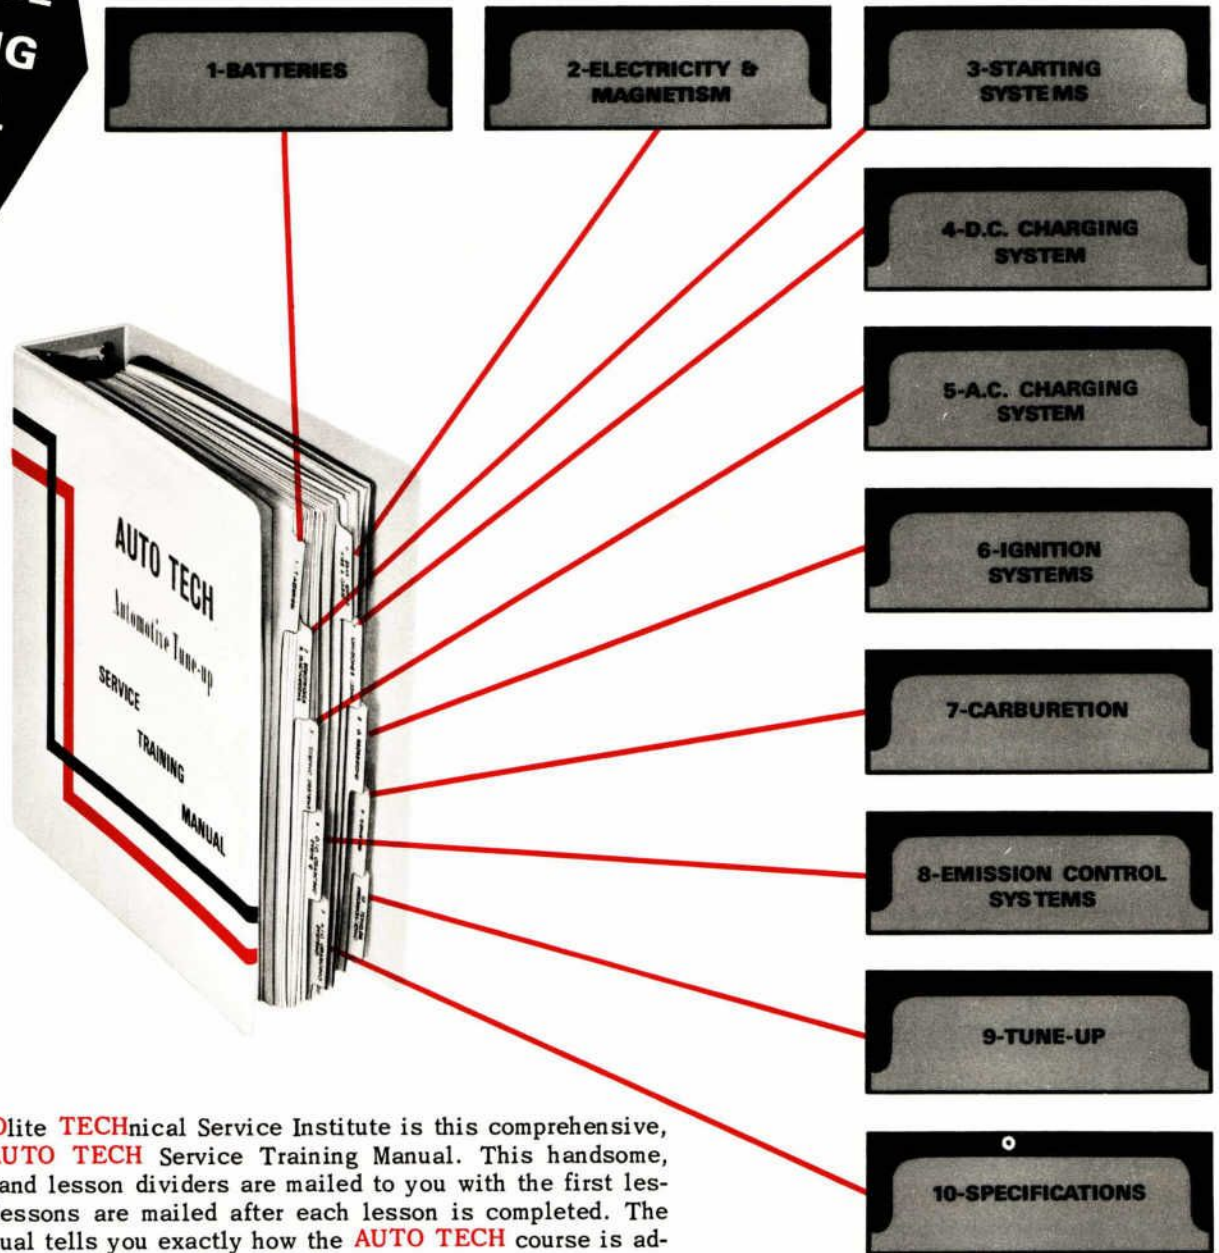 NG
1-BATTERIES
2-ELECTRICITY &
MAGNETISM
3-STARTING
SYSTEMS
4-D.C. CHARGING
SYSTEM
5-A.C. CHARGING
SYSTEM
6-IGNITION
SYSTEMS
7-CARBURETION
8-EMISSION CONTROL
SYSTEMS
9-TUNE-UP
10-SPECIFICATIONS
AUTO TECH
Automotive Tune-up
SERVICE
TRAINING
MANUAL
lite TECHnical Service Institute is this comprehensive,
UTO TECH Service Training Manual. This handsome,
and lesson dividers are mailed to you with the first les-
essons are mailed after each lesson is completed. The
ual tells you exactly how the AUTO TECH course is ad-